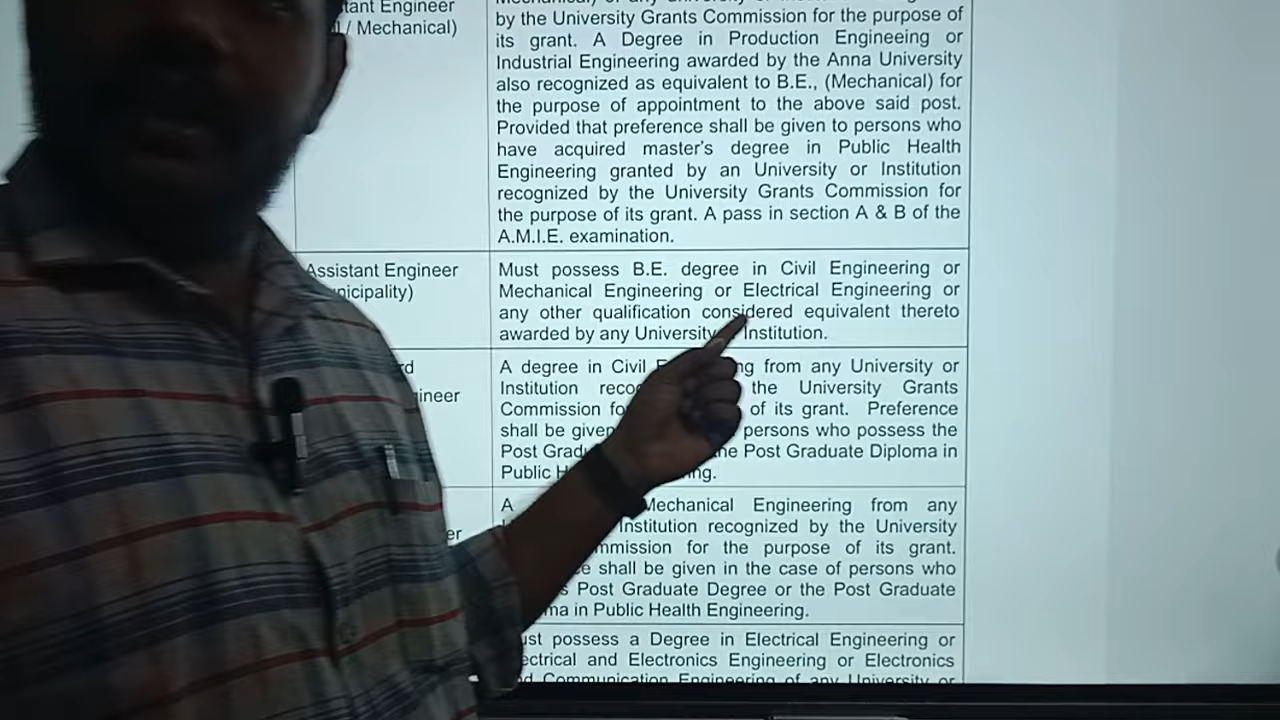 Engineer
/ Mechanical)
by the University Grants Commission for the purpose of
its grant. A Degree in Production Engineeing or
Industrial Engineering awarded by the Anna University
also recognized as equivalent to B.E., (Mechanical) for
the purpose of appointment to the above said post.
Provided that preference shall be given to persons who
have acquired master's degree in Public Health
Engineering granted by an University or Institution
recognized by the University Grants Commission for
the purpose of its grant. A pass in section A & B of the
A.M.I.E. examination.
Assistant Engineer
Must possess B.E. degree in Civil Engineering or
Mechanical Engineering or Electrical Engineering or
any other qualification considered equivalent thereto
awarded by any University Institution.
A degree in Civil from any University or
Institution the University Grants
Commission of its grant. Preference
shall be given persons who possess the
Post Post Graduate Diploma in
Public
A Mechanical Engineering from any
Institution recognized by the University
for the purpose of its grant.
shall be given in the case of persons who
Post Graduate Degree or the Post Graduate
in Public Health Engineering.
possess a Degree in Electrical Engineering or
and Electronics Engineering or Electronics
Communication Engineering of any University or